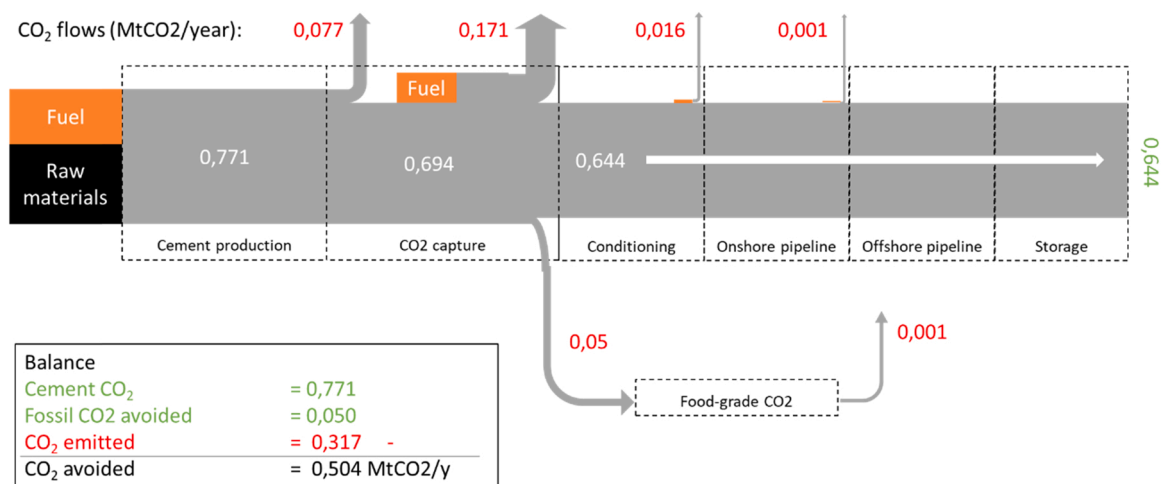 CO₂ flows (MtCO2/year):
0,077
0,171
0,016
0,001
Fuel
Fuel
Raw
materials
0,771
0,694
0,644
0,644
Cement production
CO2 capture
Conditioning
Onshore pipeline
Offshore pipeline
Storage
0,05
0,001
Food-grade CO2
Balance
Cement CO₂ = 0,771
Fossil CO2 avoided = 0,050
CO₂ emitted = 0,317 -
CO₂ avoided = 0,504 MtCO2/y